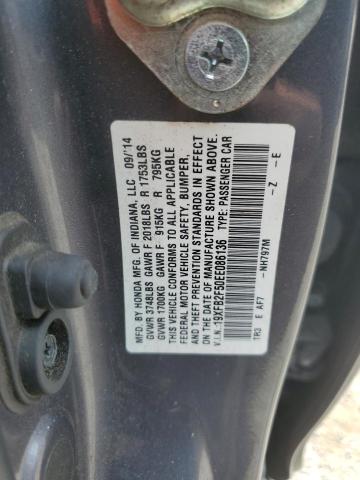 MFD. BY HONDA MFG. OF INDIANA, LLC 09/'14
GVWR 3748LBS GAWR F 2018LBS R 1753LBS
GVWR 1700KG GAWR F 915KG R 795KG
THIS VEHICLE CONFORMS TO ALL APPLICABLE
FEDERAL MOTOR VEHICLE SAFETY, BUMPER,
AND THEFT PREVENTION STANDARDS IN EFFECT
ON THE DATE OF MANUFACTURE SHOWN ABOVE.
V.I.N.: 19XFB2F50EE086136 TYPE: PASSENGER CAR
TR3 E AF7 -NH797M -Z -E